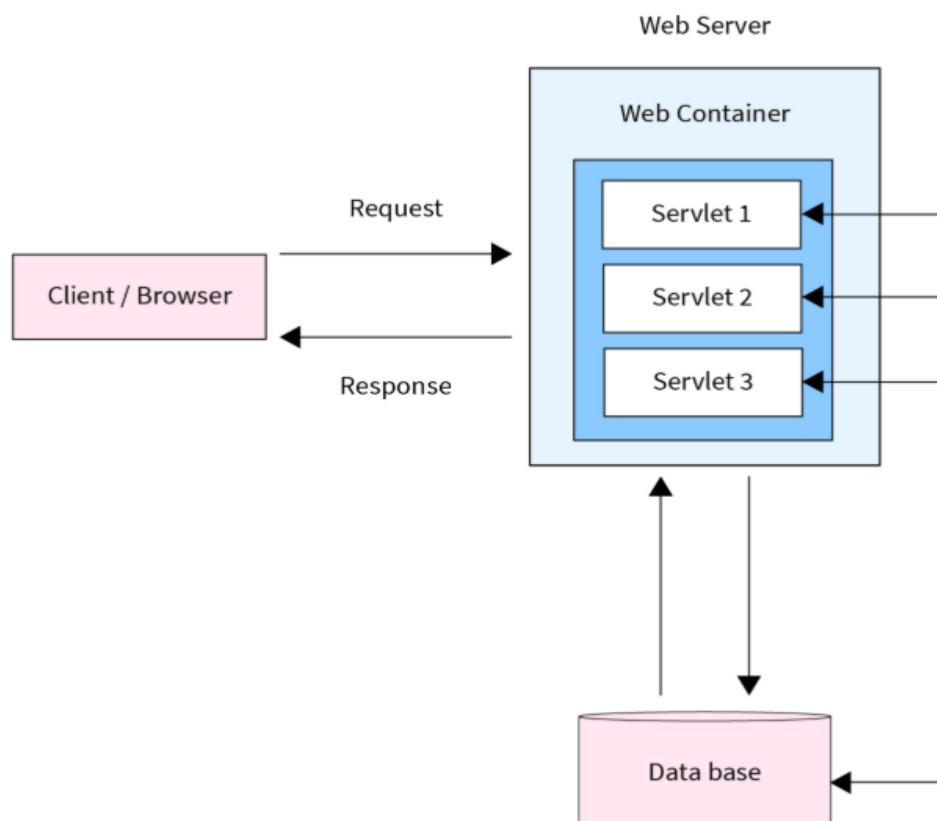 Web Server
Web Container
Servlet 1
Request
Servlet 2
Client / Browser
Servlet 3
Response
Data base